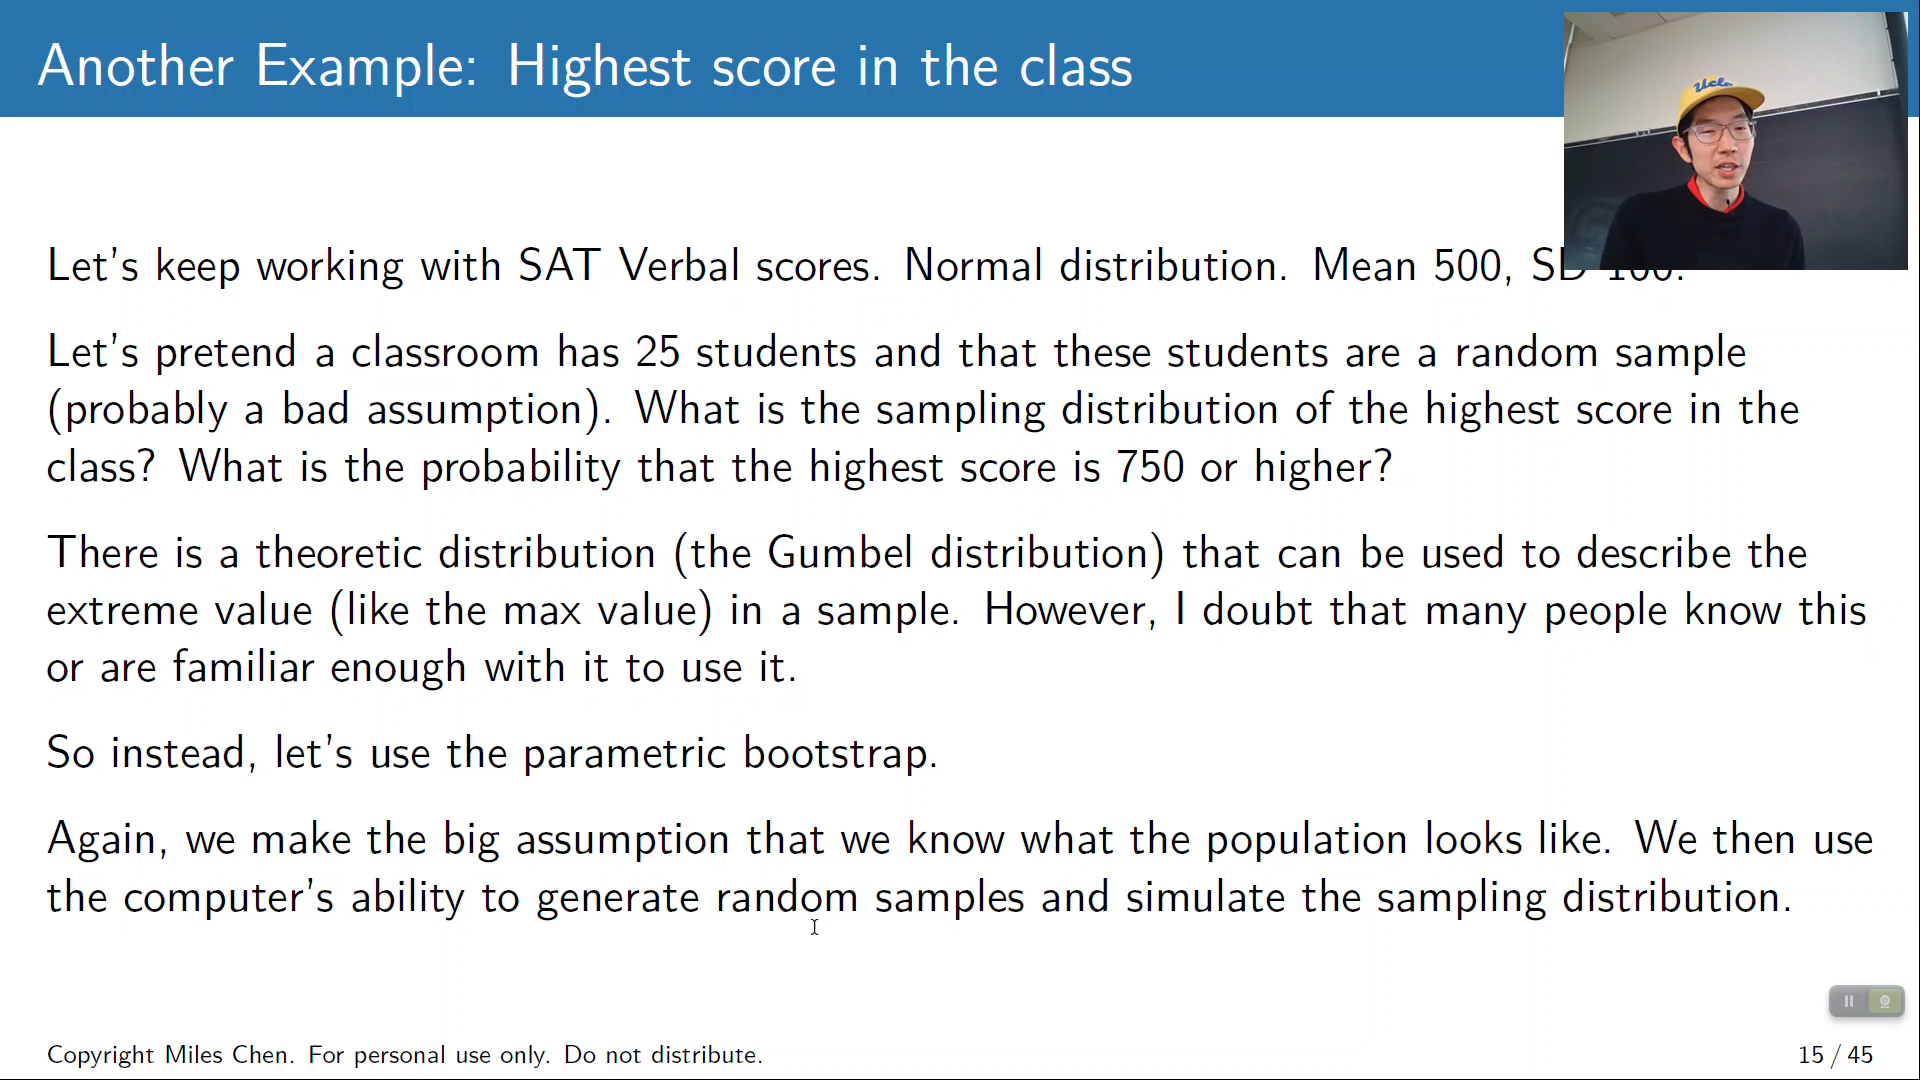 Another Example: Highest score in the class
Ucla
Let's keep working with SAT Verbal scores. Normal distribution. Mean 500, SD 100.
Let's pretend a classroom has 25 students and that these students are a random sample
(probably a bad assumption). What is the sampling distribution of the highest score in the
class? What is the probability that the highest score is 750 or higher?
There is a theoretic distribution (the Gumbel distribution) that can be used to describe the
extreme value (like the max value) in a sample. However, I doubt that many people know this
or are familiar enough with it to use it.
So instead, let's use the parametric bootstrap.
Again, we make the big assumption that we know what the population looks like. We then use
the computer's ability to generate random samples and simulate the sampling distribution.
Copyright Miles Chen. For personal use only. Do not distribute.
15 / 45